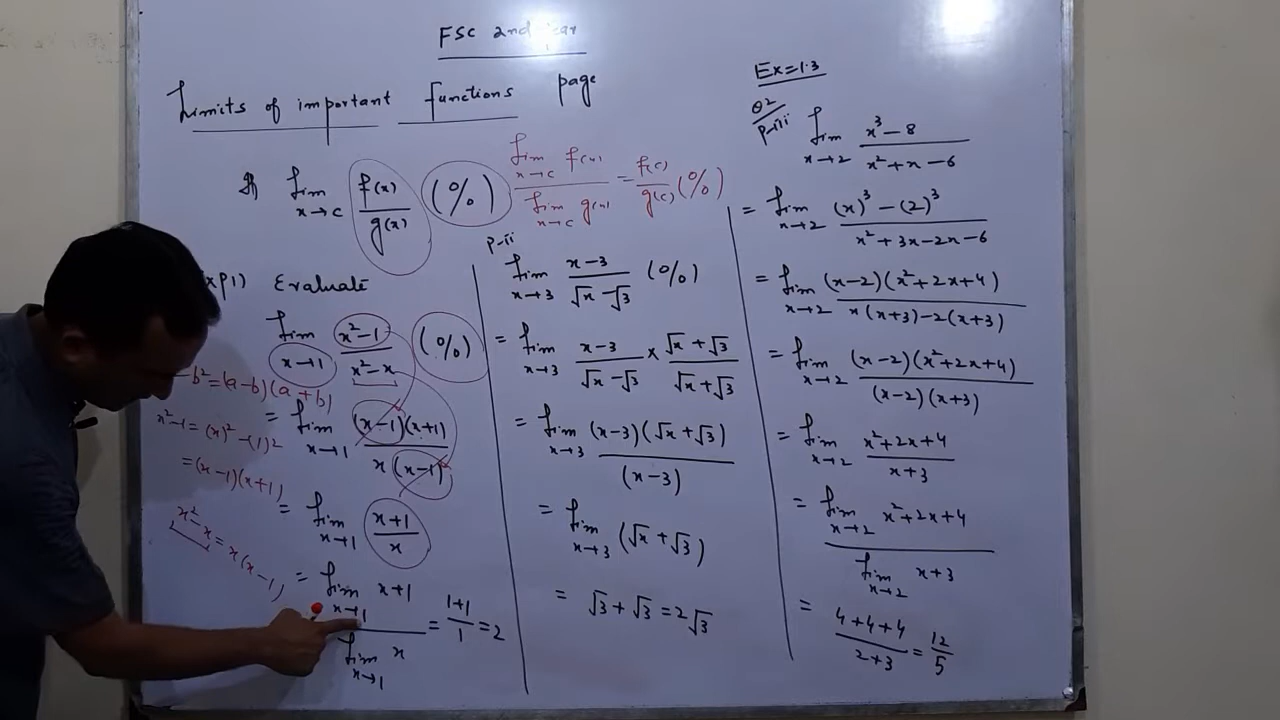 FSC 2nd year
Limits of important functions page
If lim x→c f(x)/g(x) (0/0) lim x→c f(x) / lim x→c g(x) = f(c)/g(c) (0/0)
xp1) Evaluate
lim x→1 x²-1/x²-x (0/0)
-b²=(a-b)(a+b)
= lim x→1 (x-1)(x+1)/x(x-1)
x²-1=(x)²-(1)²
=(x-1)(x+1)
= lim x→1 x+1/x
x²-x=x(x-1)
= lim x→1 x+1 / lim x→1 x = 1+1/1 = 2
P-ii
lim x→3 x-3/√x-√3 (0/0)
= lim x→3 x-3/√x-√3 × √x+√3/√x+√3
= lim x→3 (x-3)(√x+√3)/(x-3)
= lim x→3 (√x+√3)
= √3+√3=2√3
Ex=1.3
Q2
P-iii lim x→2 x³-8/x²+x-6
= lim x→2 (x)³-(2)³/x²+3x-2x-6
= lim x→2 (x-2)(x²+2x+4)/x(x+3)-2(x+3)
= lim x→2 (x-2)(x²+2x+4)/(x-2)(x+3)
= lim x→2 x²+2x+4/x+3
= lim x→2 x²+2x+4 / lim x→2 x+3
= 4+4+4/2+3 = 12/5